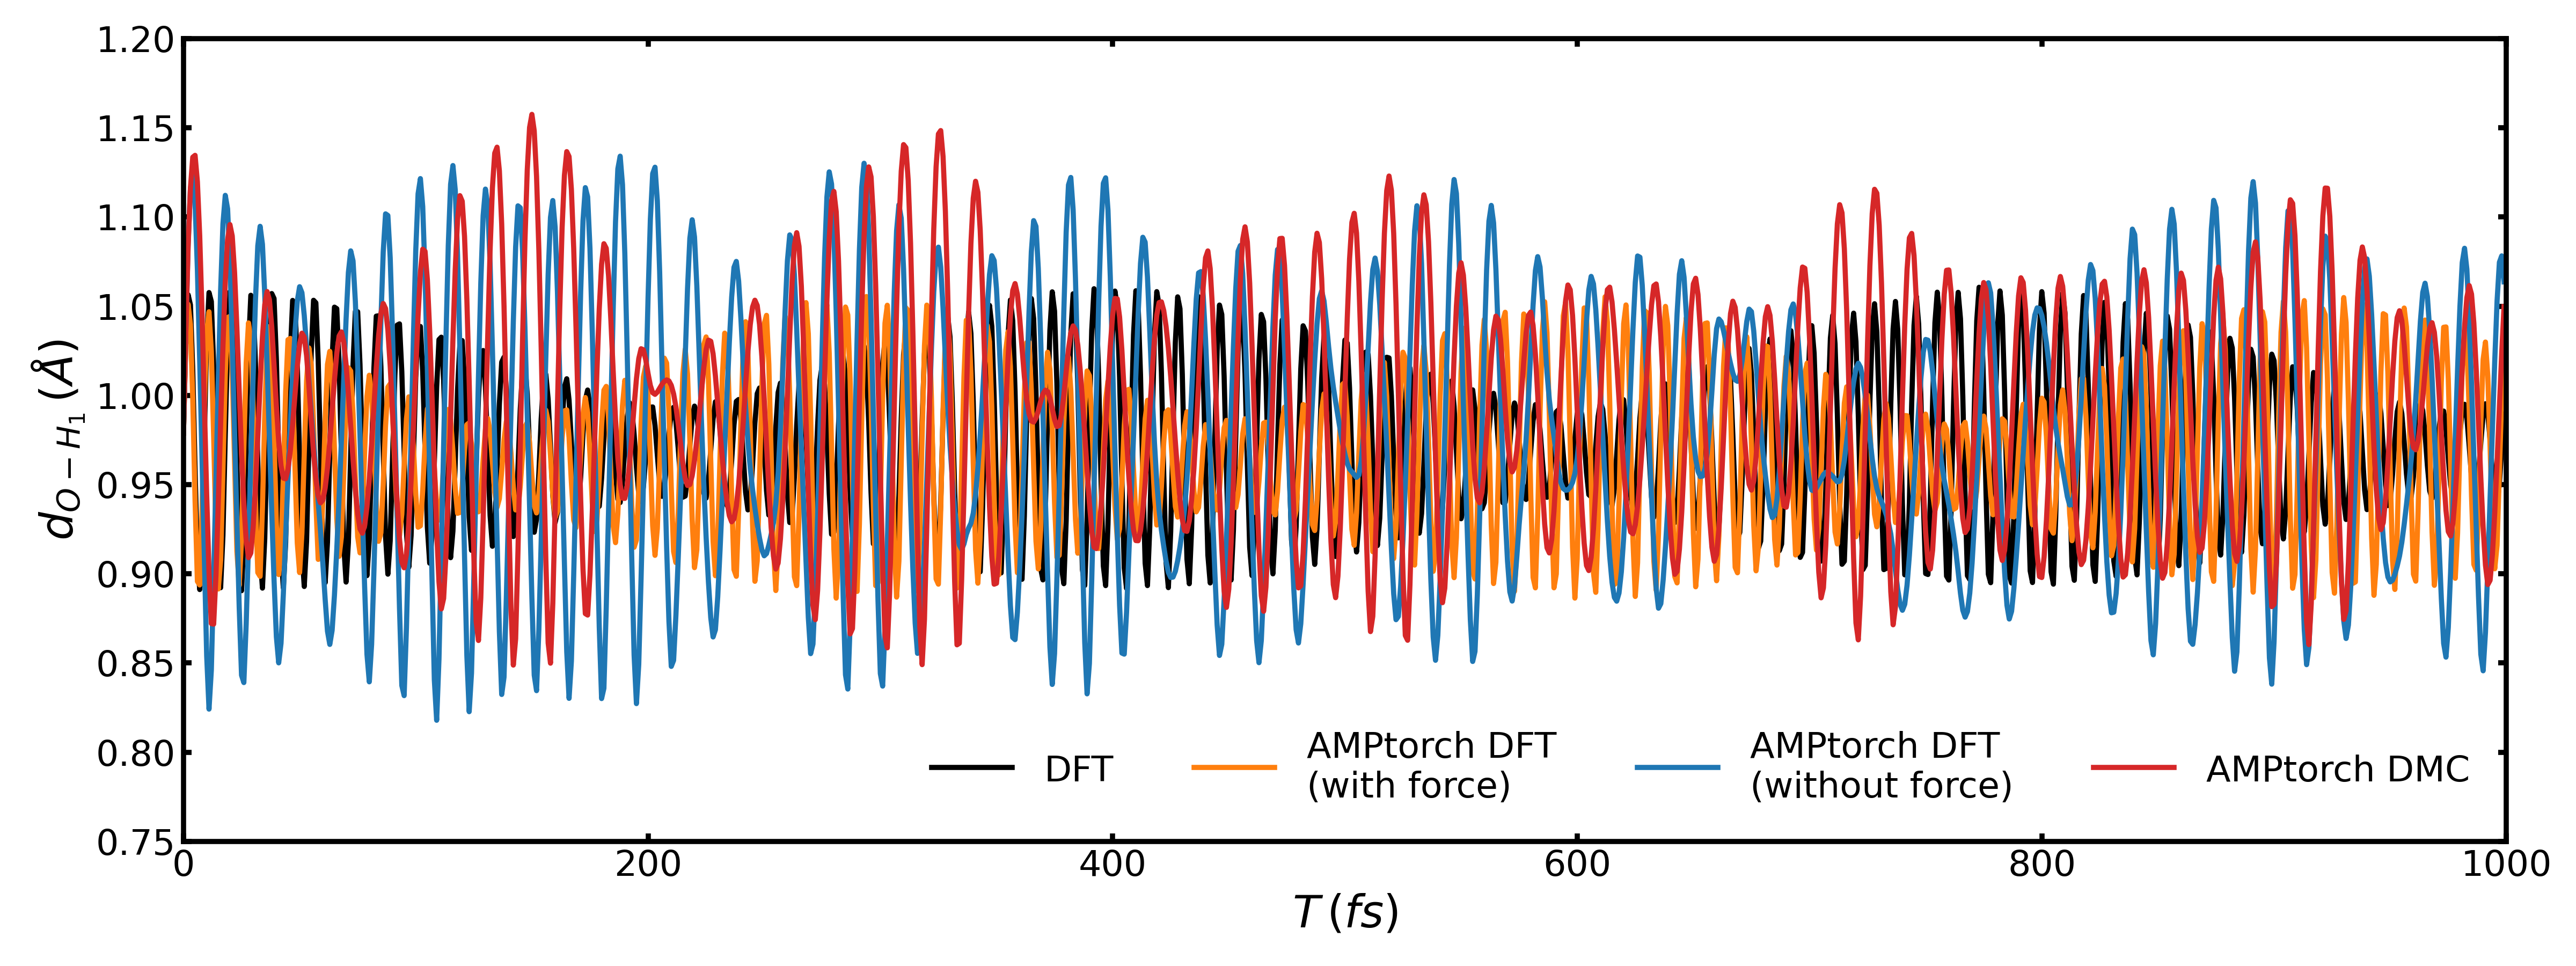 1.20
1.15
1.10
1.05
1.00
0.95
0.90
0.85
0.80
0.75
d_{O-H_1} (Å)
DFT
AMPtorch DFT
(with force)
AMPtorch DFT
(without force)
AMPtorch DMC
0 200 400 600 800 1000
T (fs)